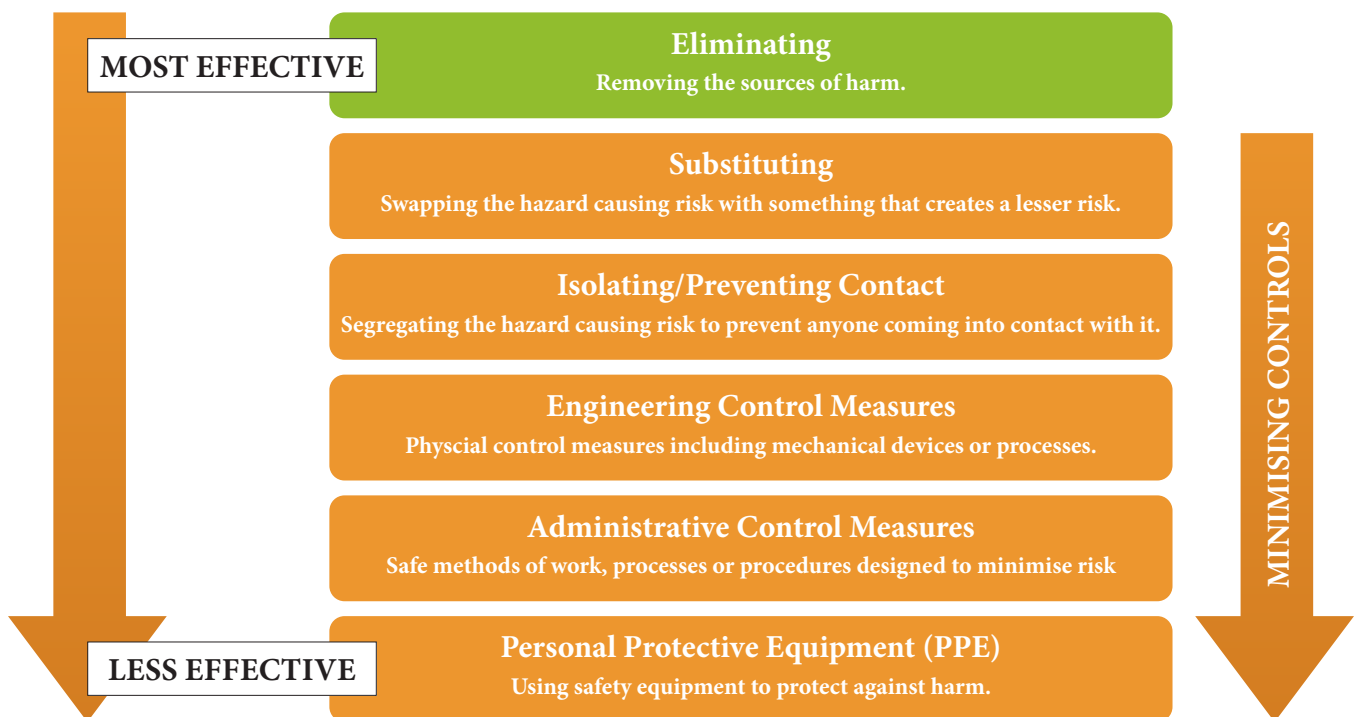 MOST EFFECTIVE
Eliminating
Removing the sources of harm.
Substituting
Swapping the hazard causing risk with something that creates a lesser risk.
Isolating/Preventing Contact
Segregating the hazard causing risk to prevent anyone coming into contact with it.
Engineering Control Measures
Physcial control measures including mechanical devices or processes.
Administrative Control Measures
Safe methods of work, processes or procedures designed to minimise risk
LESS EFFECTIVE
Personal Protective Equipment (PPE)
Using safety equipment to protect against harm.
MINIMISING CONTROLS